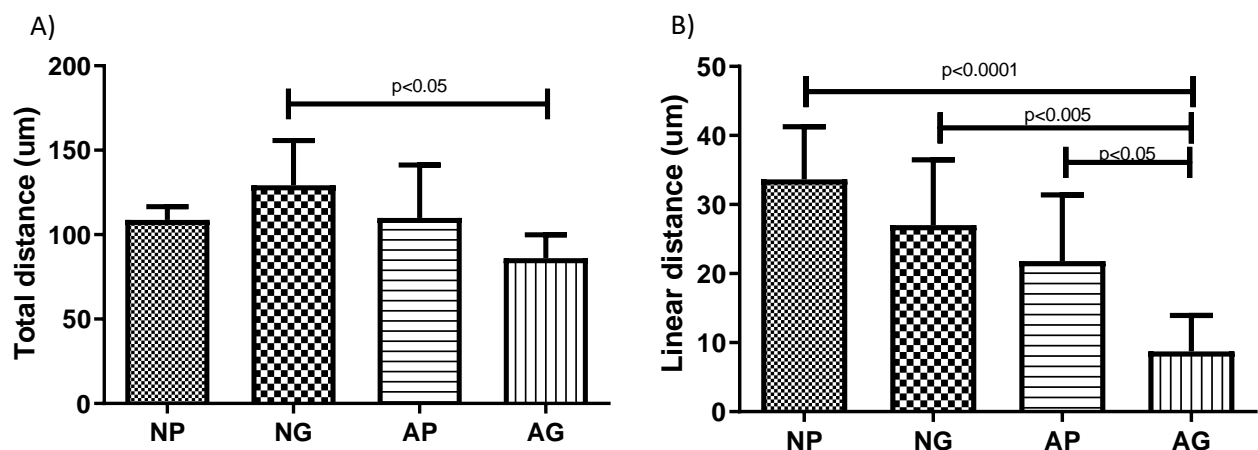 A)
Total distance (um)
200
150
100
50
0
p<0.05
NP NG AP AG
B)
Linear distance (um)
50
40
30
20
10
0
p<0.0001
p<0.005
p<0.05
NP NG AP AG